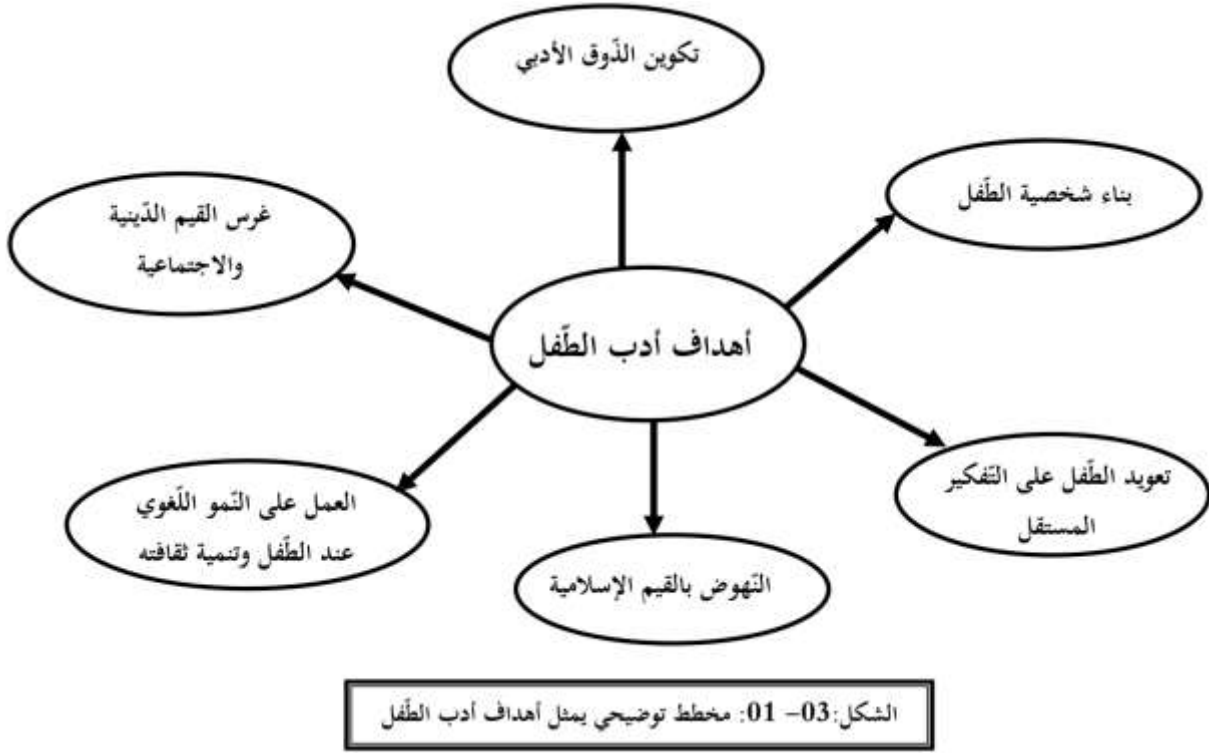 تكوين الذّوق الأدبي
بناء شخصية الطّفل
غرس القيم الدّينية
والاجتماعية
أهداف أدب الطّفل
تعويد الطّفل على التّفكير
المستقل
العمل على النّمو اللّغوي
عند الطّفل وتنمية ثقافته
النّهوض بالقيم الإسلامية
الشكل:03– 01: مخطط توضيحي يمثل أهداف أدب الطّفل